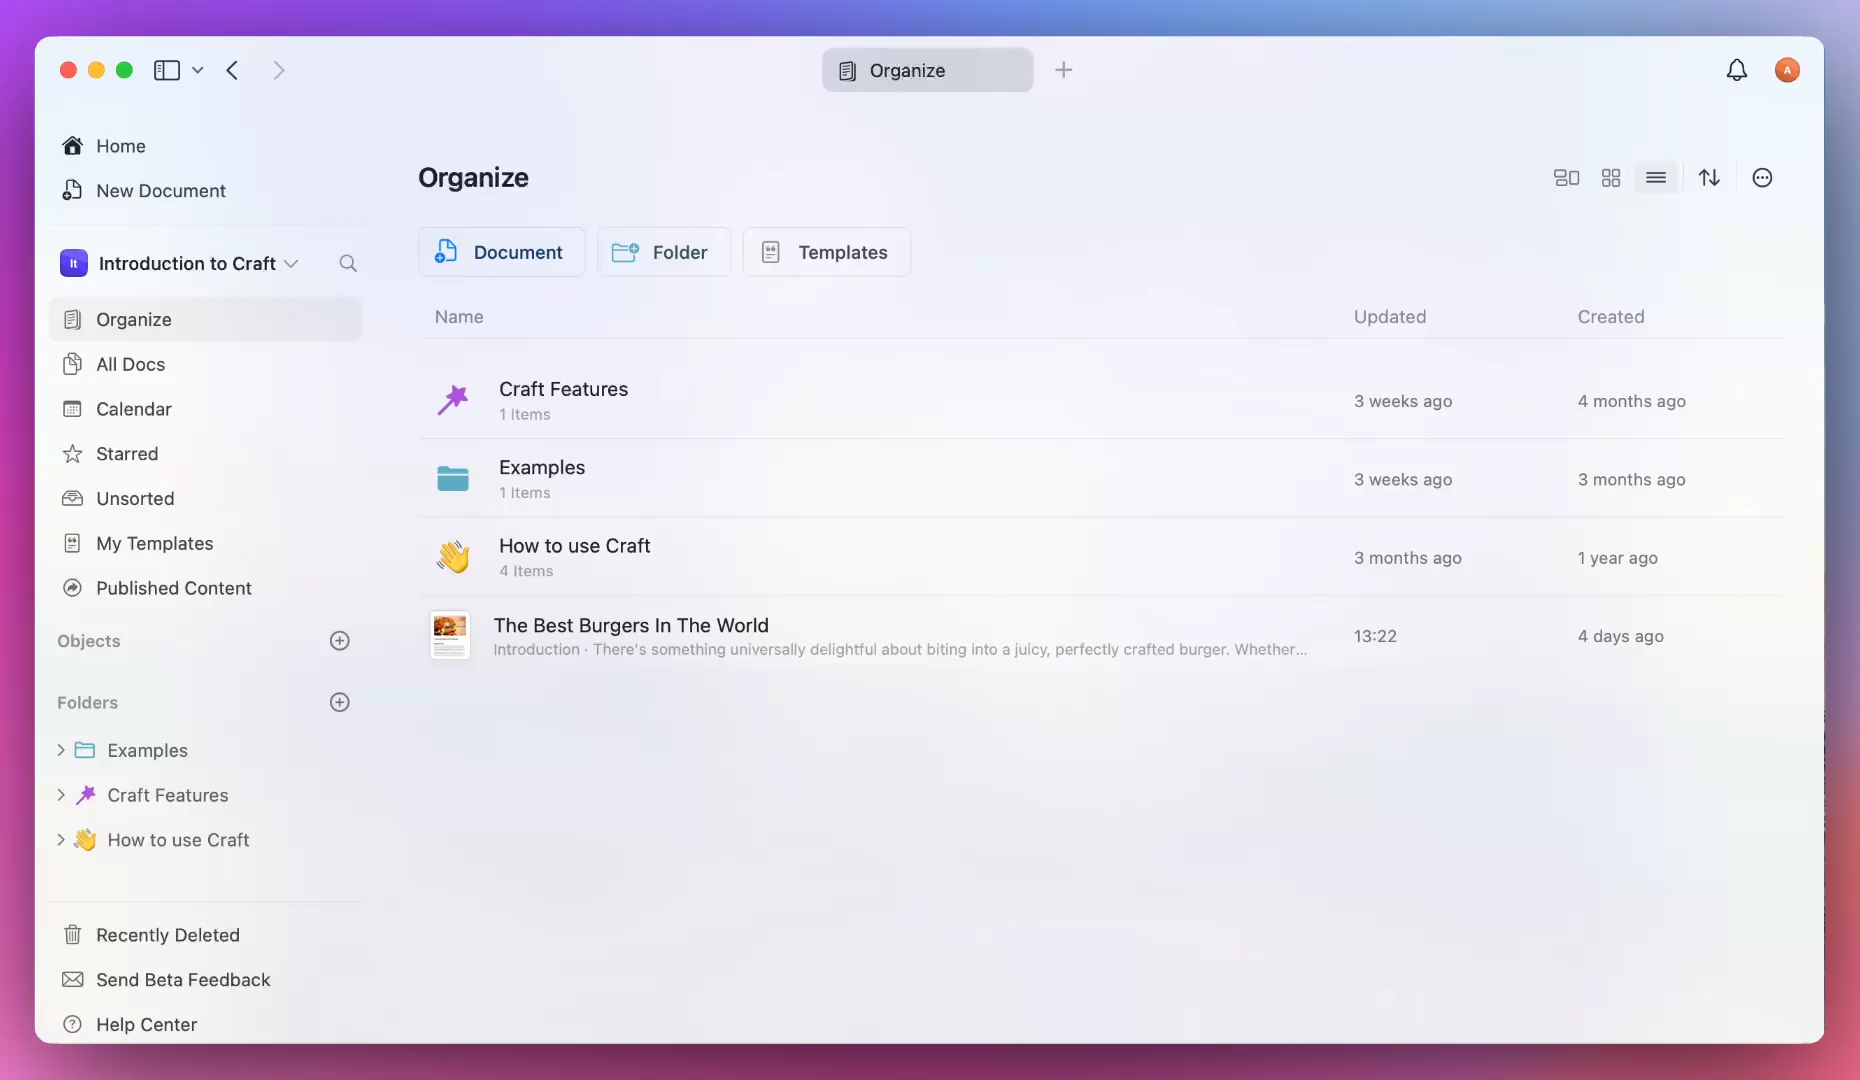 Organize
A
Home
New Document
It
Introduction to Craft
Organize
All Docs
Calendar
Starred
Unsorted
My Templates
Published Content
Objects
Folders
Examples
Craft Features
How to use Craft
Recently Deleted
Send Beta Feedback
Help Center
Organize
Document
Folder
Templates
Name Updated Created
Craft Features
1 Items
3 weeks ago 4 months ago
Examples
1 Items
3 weeks ago 3 months ago
How to use Craft
4 Items
3 months ago 1 year ago
The Best Burgers In The World
Introduction · There's something universally delightful about biting into a juicy, perfectly crafted burger. Whether...
13:22 4 days ago